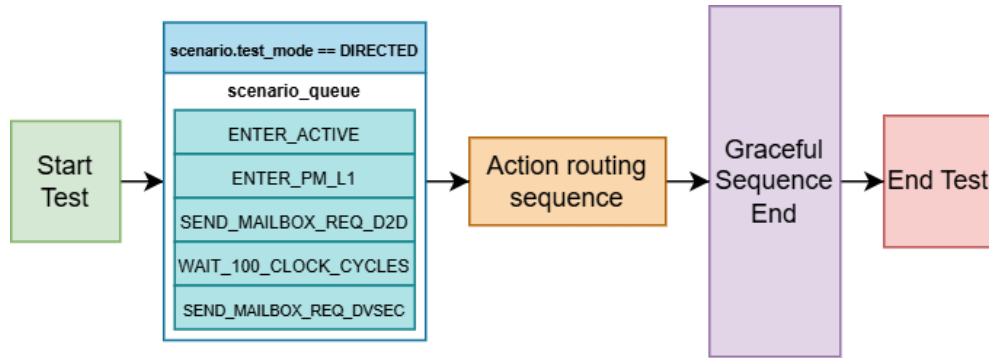 Start
Test
scenario.test_mode == DIRECTED
scenario_queue
ENTER_ACTIVE
ENTER_PM_L1
SEND_MAILBOX_REQ_D2D
WAIT_100_CLOCK_CYCLES
SEND_MAILBOX_REQ_DVSEC
Action routing
sequence
Graceful
Sequence
End
End Test